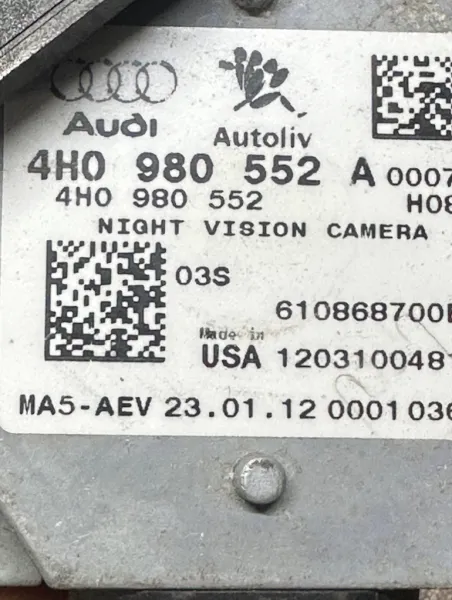 Audi Autoliv
4H0 980 552 A 0007
4H0 980 552 H08
NIGHT VISION CAMERA
03S
610868700
Made in
USA 1203100481
MA5-AEV 23.01.12 0001036